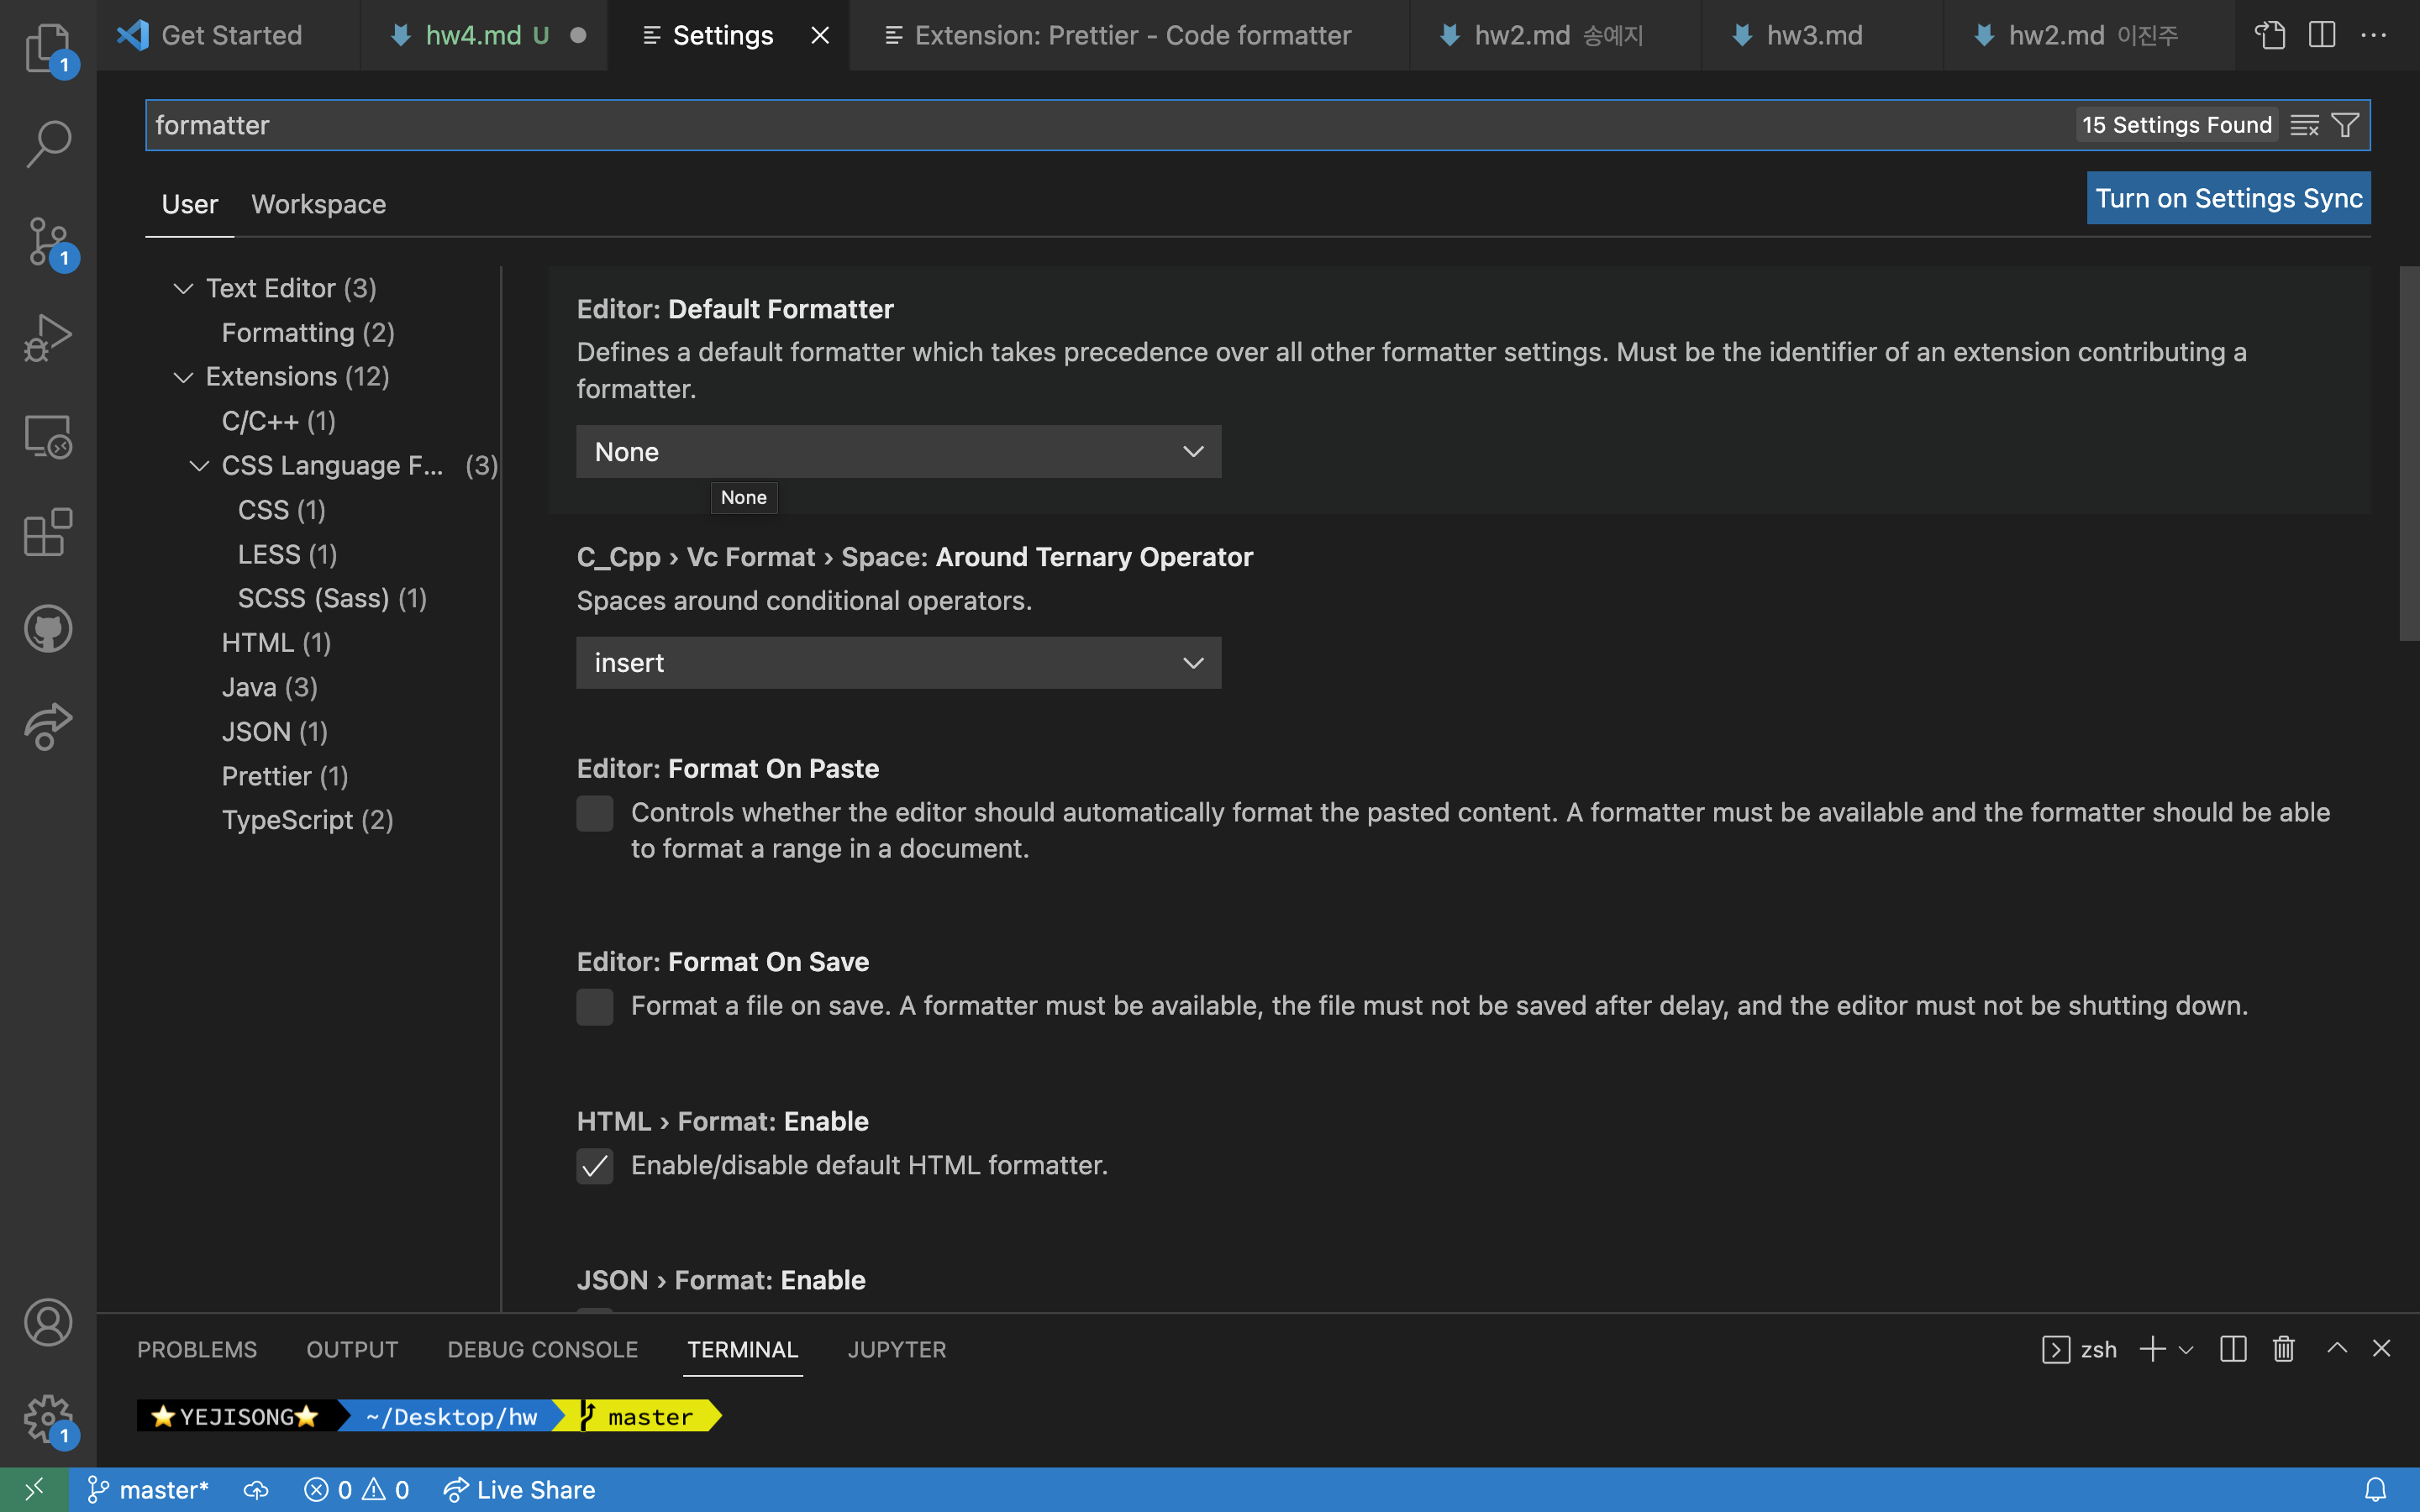 Get Started
hw4.md U
Settings
Extension: Prettier - Code formatter
hw2.md 송예지
hw3.md
hw2.md 이진주
1
formatter
15 Settings Found
User
Workspace
Turn on Settings Sync
1
Text Editor (3)
Formatting (2)
Extensions (12)
C/C++ (1)
CSS Language F... (3)
CSS (1)
LESS (1)
SCSS (Sass) (1)
HTML (1)
Java (3)
JSON (1)
Prettier (1)
TypeScript (2)
Editor: Default Formatter
Defines a default formatter which takes precedence over all other formatter settings. Must be the identifier of an extension contributing a
formatter.
None
None
C_Cpp › Vc Format › Space: Around Ternary Operator
Spaces around conditional operators.
insert
Editor: Format On Paste
Controls whether the editor should automatically format the pasted content. A formatter must be available and the formatter should be able
to format a range in a document.
Editor: Format On Save
Format a file on save. A formatter must be available, the file must not be saved after delay, and the editor must not be shutting down.
HTML › Format: Enable
Enable/disable default HTML formatter.
JSON › Format: Enable
PROBLEMS
OUTPUT
DEBUG CONSOLE
TERMINAL
JUPYTER
zsh
⭐YEJISONG⭐ ~/Desktop/hw master
1
master*
0
0
Live Share